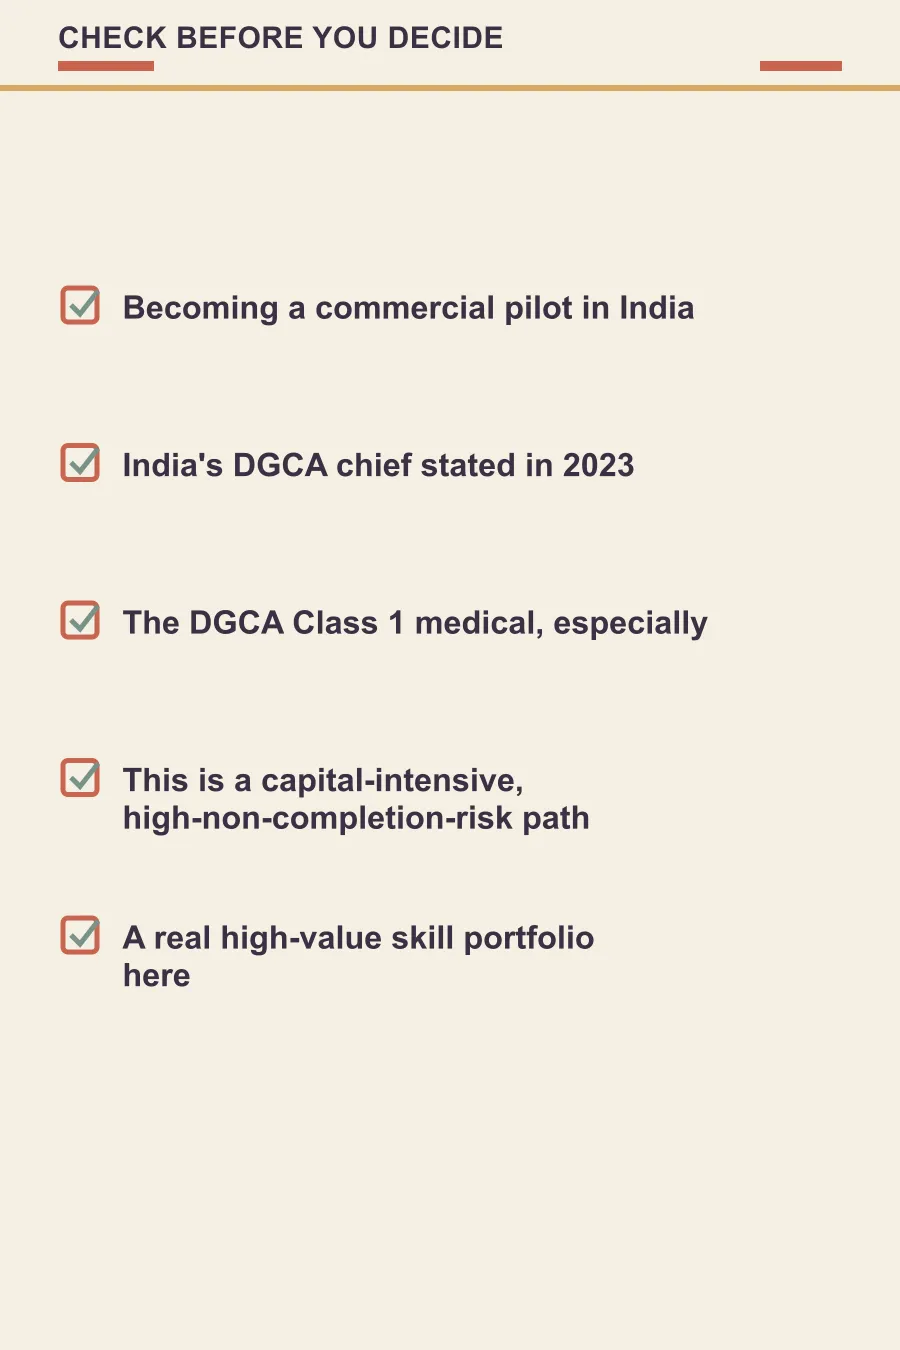 CHECK BEFORE YOU DECIDE
Becoming a commercial pilot in India
India's DGCA chief stated in 2023
The DGCA Class 1 medical, especially
This is a capital-intensive,
high-non-completion-risk path
A real high-value skill portfolio
here